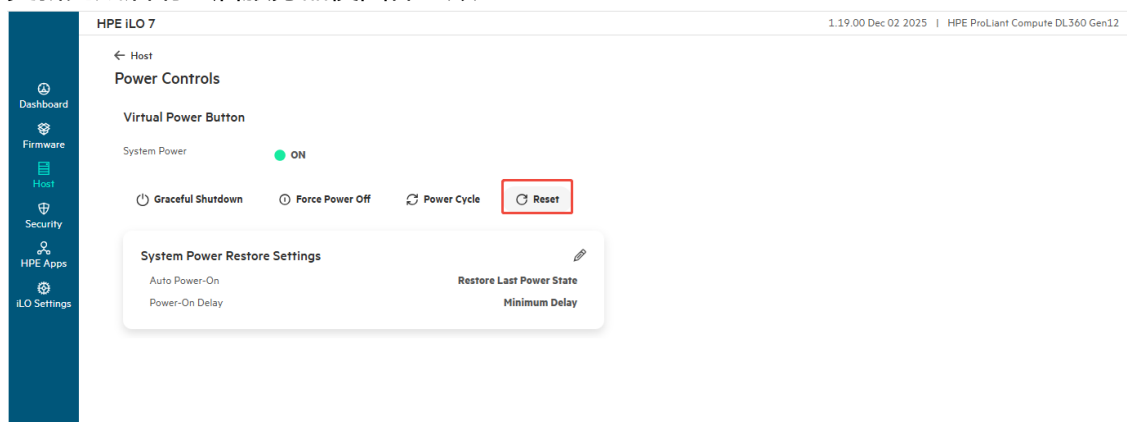 HPE iLO 7
1.19.00 Dec 02 2025 | HPE ProLiant Compute DL360 Gen12
← Host
Power Controls
Dashboard
Firmware
Host
Security
HPE Apps
iLO Settings
Virtual Power Button
System Power ON
Graceful Shutdown Force Power Off Power Cycle Reset
System Power Restore Settings
Auto Power-On Restore Last Power State
Power-On Delay Minimum Delay